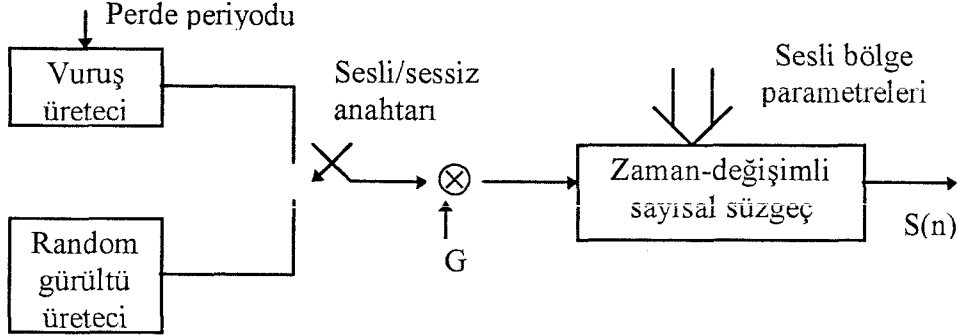 Perde periyodu
Vuruş
üreteci
Sesli/sessiz
anahtarı
Sesli bölge
parametreleri
Zaman-değişimli
sayısal süzgeç
S(n)
G
Random
gürültü
üreteci